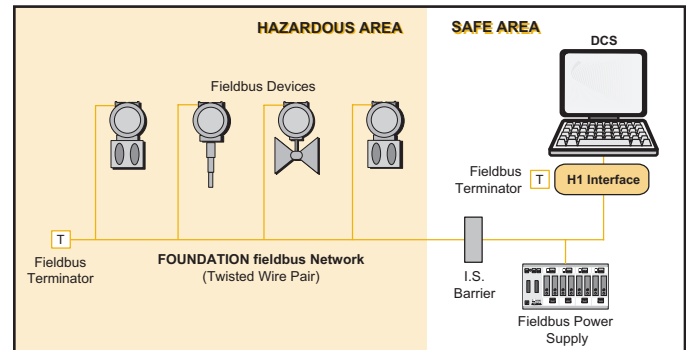 HAZARDOUS AREA
SAFE AREA
DCS
Fieldbus Devices
Fieldbus
Terminator
T
H1 Interface
T
Fieldbus
Terminator
FOUNDATION fieldbus Network
(Twisted Wire Pair)
I.S.
Barrier
Fieldbus Power
Supply